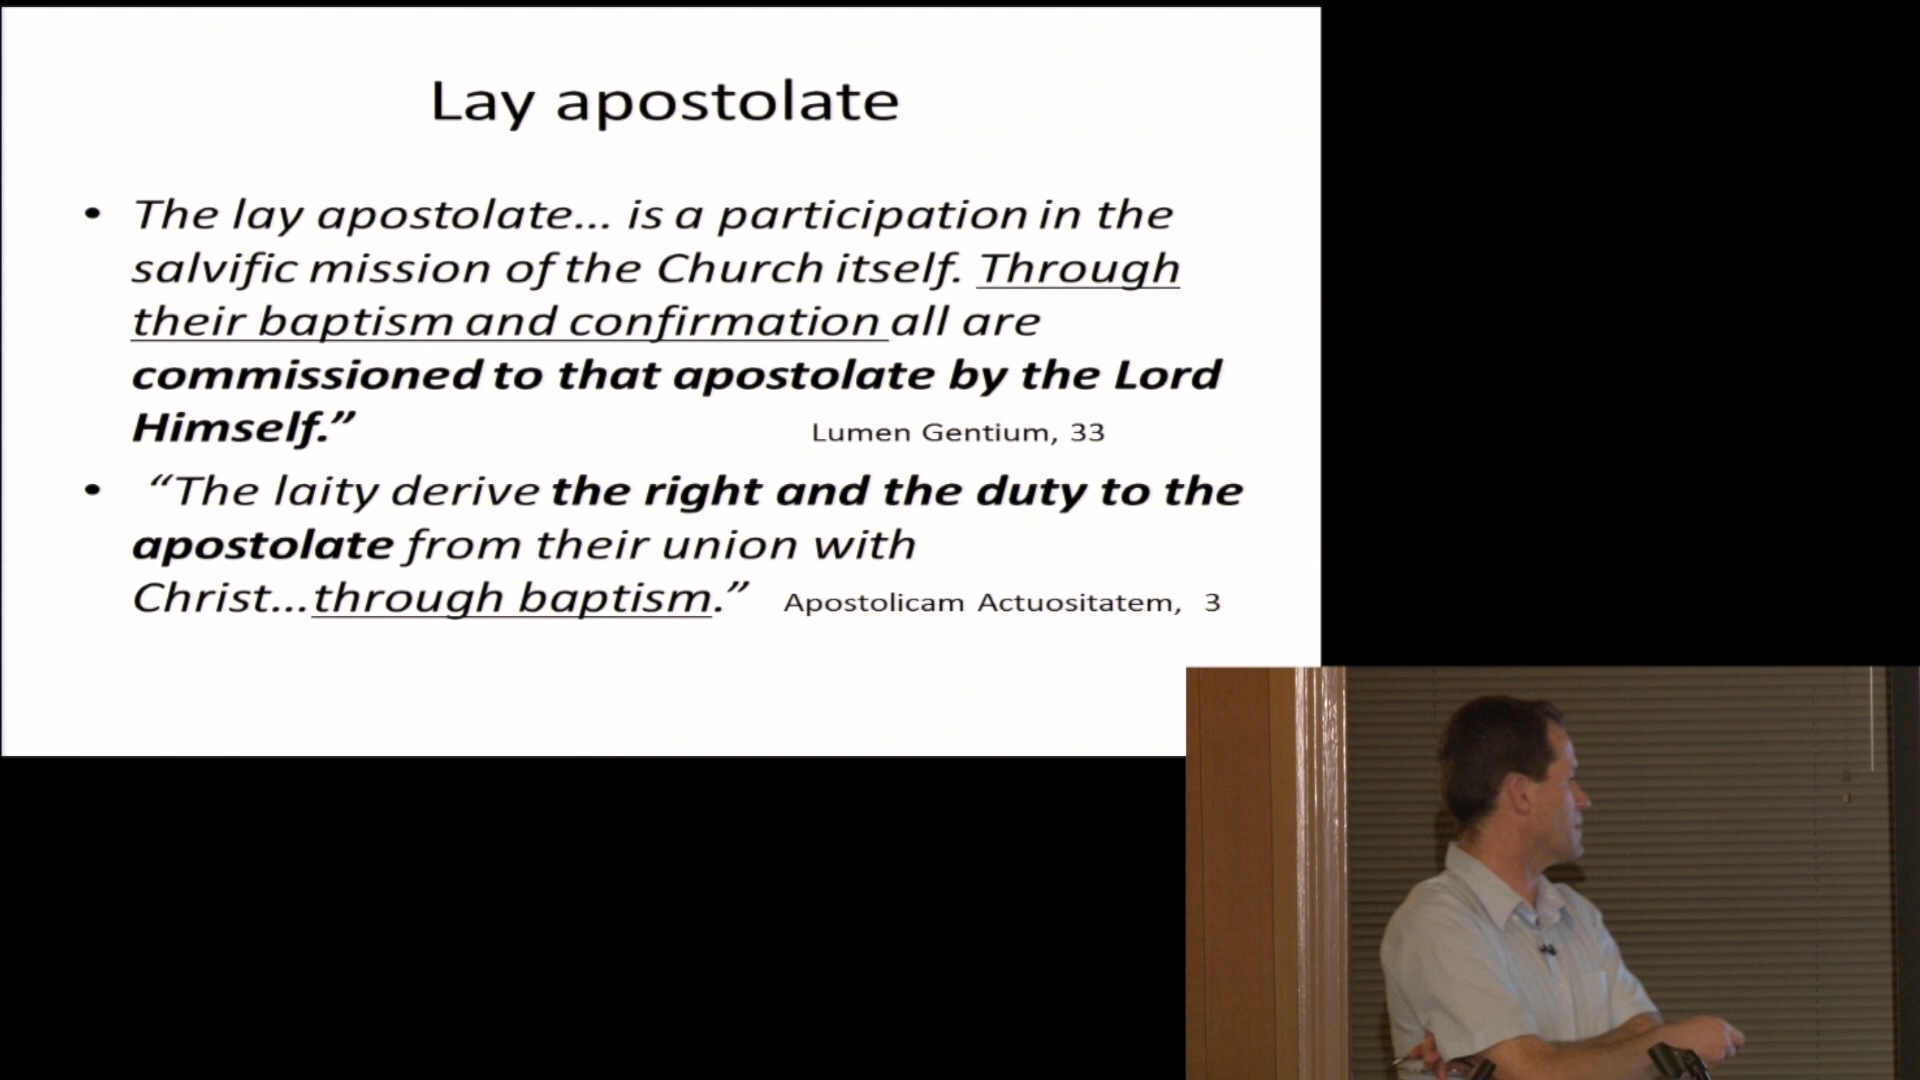 Lay apostolate
• The lay apostolate... is a participation in the
salvific mission of the Church itself. Through
their baptism and confirmation all are
commissioned to that apostolate by the Lord
Himself.” Lumen Gentium, 33
• “The laity derive the right and the duty to the
apostolate from their union with
Christ...through baptism.” Apostolicam Actuositatem, 3